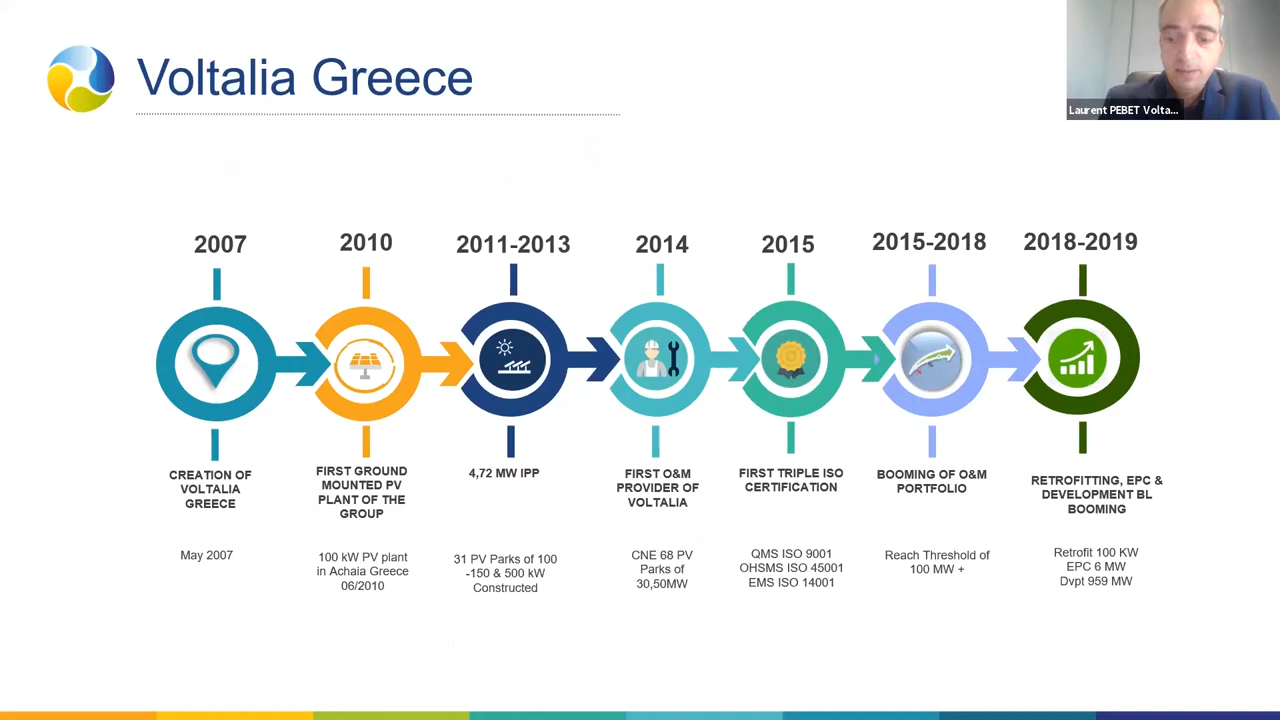 Voltalia Greece
Laurent PEBET Volta...
2007
2010
2011-2013
2014
2015
2015-2018
2018-2019
CREATION OF
VOLTALIA
GREECE
FIRST GROUND
MOUNTED PV
PLANT OF THE
GROUP
4,72 MW IPP
FIRST O&M
PROVIDER OF
VOLTALIA
FIRST TRIPLE ISO
CERTIFICATION
BOOMING OF O&M
PORTFOLIO
RETROFITTING, EPC &
DEVELOPMENT BL
BOOMING
May 2007
100 kW PV plant
in Achaia Greece
06/2010
31 PV Parks of 100
-150 & 500 kW
Constructed
CNE 68 PV
Parks of
30,50MW
QMS ISO 9001
OHSMS ISO 45001
EMS ISO 14001
Reach Threshold of
100 MW +
Retrofit 100 KW
EPC 6 MW
Dvpt 959 MW